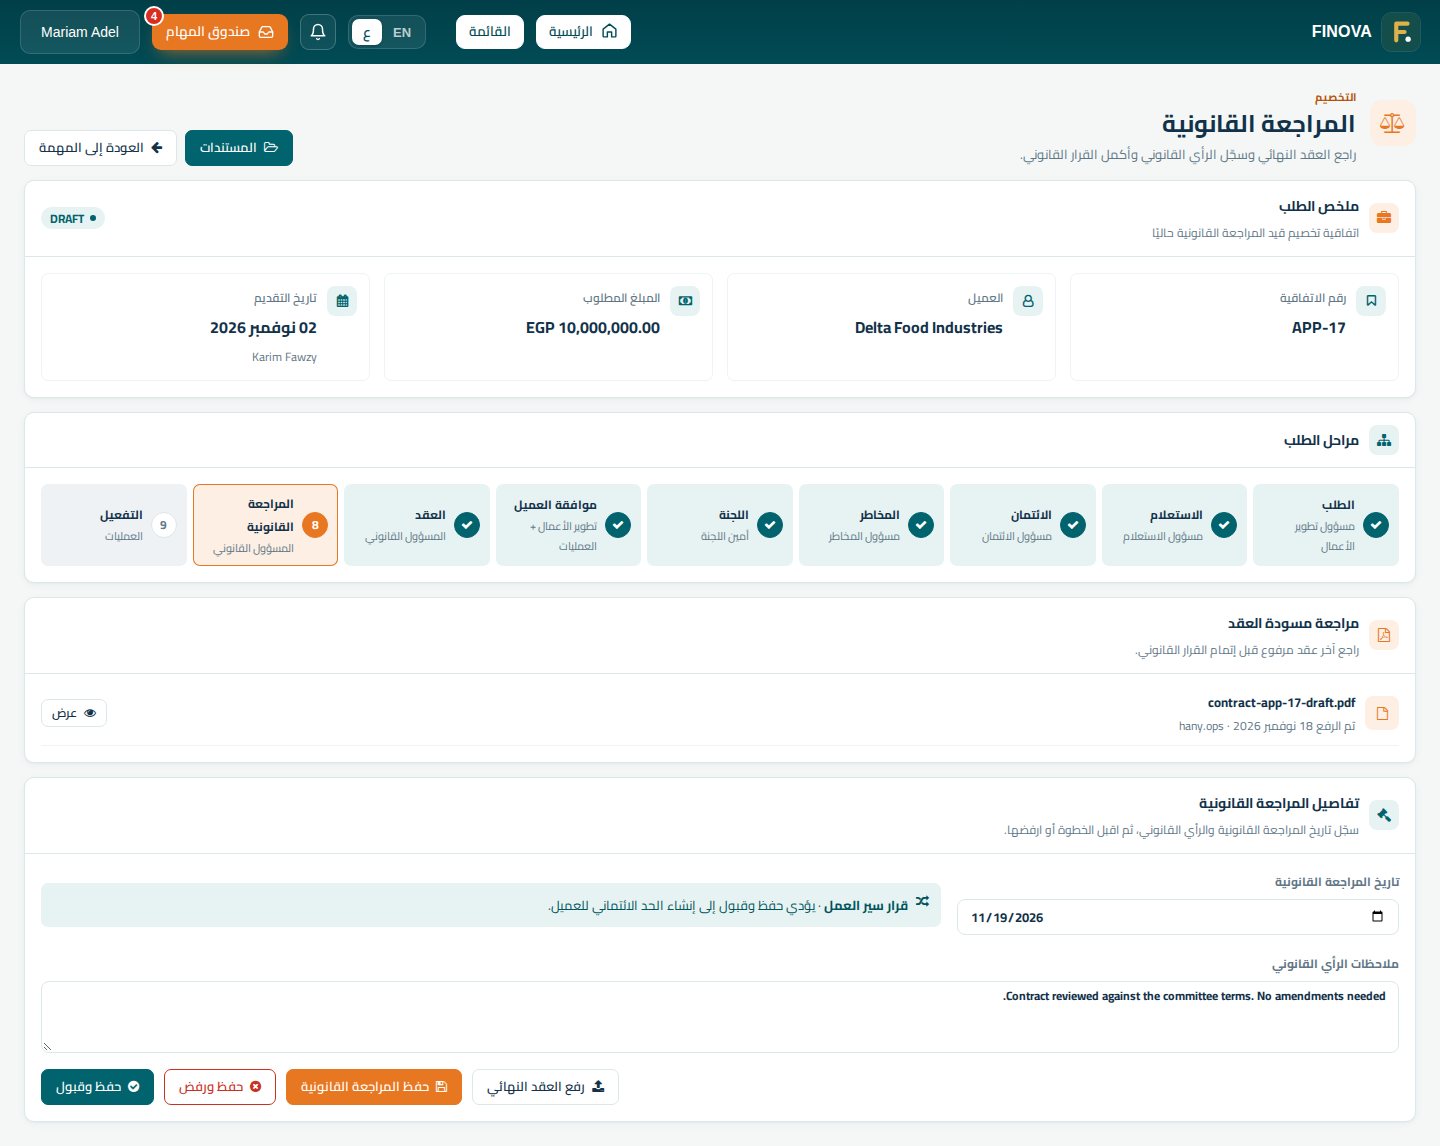 FINOVA
الرئيسية
القائمة
EN
ع
صندوق المهام
4
Mariam Adel
التخصيم
المراجعة القانونية
راجع العقد النهائي وسجّل الرأي القانوني وأكمل القرار القانوني.
المستندات
العودة إلى المهمة
ملخص الطلب
اتفاقية تخصيم قيد المراجعة القانونية حاليًا
DRAFT
رقم الاتفاقية
APP-17
العميل
Delta Food Industries
المبلغ المطلوب
EGP 10,000,000.00
تاريخ التقديم
02 نوفمبر 2026
Karim Fawzy
مراحل الطلب
الطلب
مسؤول تطوير
الأعمال
الاستعلام
مسؤول الاستعلام
الائتمان
مسؤول الائتمان
المخاطر
مسؤول المخاطر
اللجنة
أمين اللجنة
موافقة العميل
تطوير الأعمال +
العمليات
العقد
المسؤول القانوني
8
المراجعة
القانونية
المسؤول القانوني
9
التفعيل
العمليات
مراجعة مسودة العقد
راجع آخر عقد مرفوع قبل إتمام القرار القانوني.
contract-app-17-draft.pdf
تم الرفع 18 نوفمبر 2026 · hany.ops
عرض
تفاصيل المراجعة القانونية
سجّل تاريخ المراجعة القانونية والرأي القانوني، ثم اقبل الخطوة أو ارفضها.
تاريخ المراجعة القانونية
11/19/2026
قرار سير العمل · يؤدي حفظ وقبول إلى إنشاء الحد الائتماني للعميل.
ملاحظات الرأي القانوني
Contract reviewed against the committee terms. No amendments needed.
رفع العقد النهائي
حفظ المراجعة القانونية
حفظ ورفض
حفظ وقبول